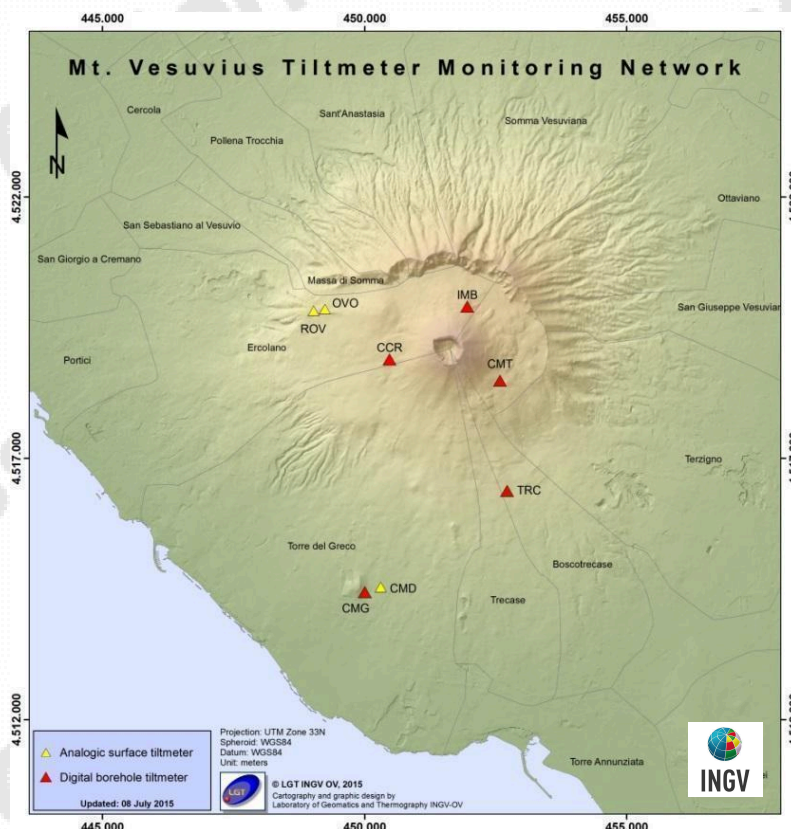 445.000 450.000 455.000
Mt. Vesuvius Tiltmeter Monitoring Network
Cercola
Sant'Anastasia
Somma Vesuviana
Pollena Trocchia
N
4.522.000
Ottaviano
San Sebastiano al Vesuvio
San Giorgio a Cremano
Massa di Somma
OVO
IMB
San Giuseppe Vesuvian
ROV
Ercolano
CCR
Portici
CMT
4.517.000
Terzigno
TRC
Torre del Greco
Boscotrecase
CMD
CMG
Trecase
4.512.000
Torre Annunziata
Analogic surface tiltmeter
Digital borehole tiltmeter
Updated: 08 July 2015
Projection: UTM Zone 33N
Spheroid: WGS84
Datum: WGS84
Unit: meters
LGT
© LGT INGV OV, 2015
Cartography and graphic design by
Laboratory of Geomatics and Thermography INGV-OV
INGV
445.000 450.000 455.000